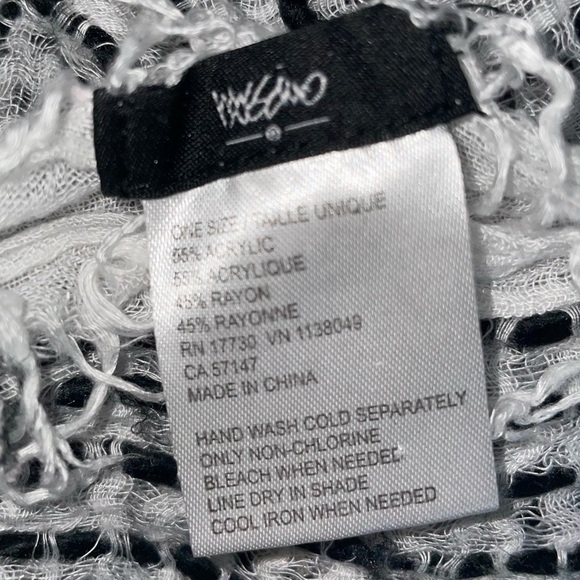 MOSSIMO
ONE SIZE / TAILLE UNIQUE
55% ACRYLIC
55% ACRYLIQUE
45% RAYON
45% RAYONNE
RN 17730 VN 1138049
CA 57147
MADE IN CHINA
HAND WASH COLD SEPARATELY
ONLY NON-CHLORINE
BLEACH WHEN NEEDED
LINE DRY IN SHADE
COOL IRON WHEN NEEDED